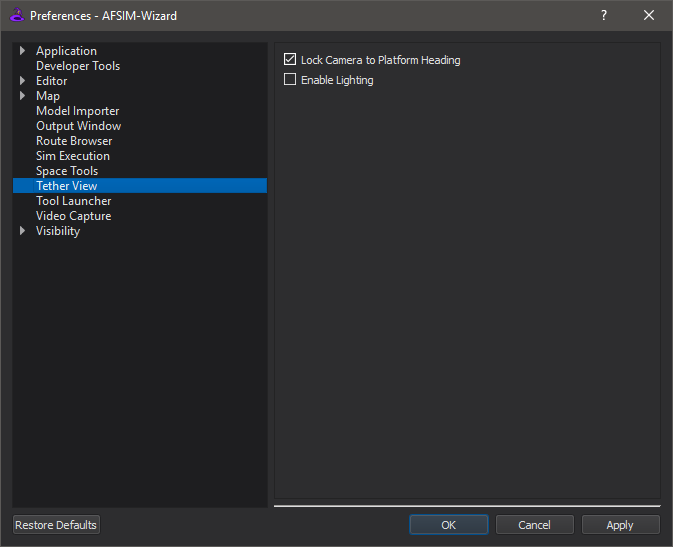 Preferences - AFSIM-Wizard
?
Application
Developer Tools
Editor
Map
Model Importer
Output Window
Route Browser
Sim Execution
Space Tools
Tether View
Tool Launcher
Video Capture
Visibility
Lock Camera to Platform Heading
Enable Lighting
Restore Defaults
OK
Cancel
Apply